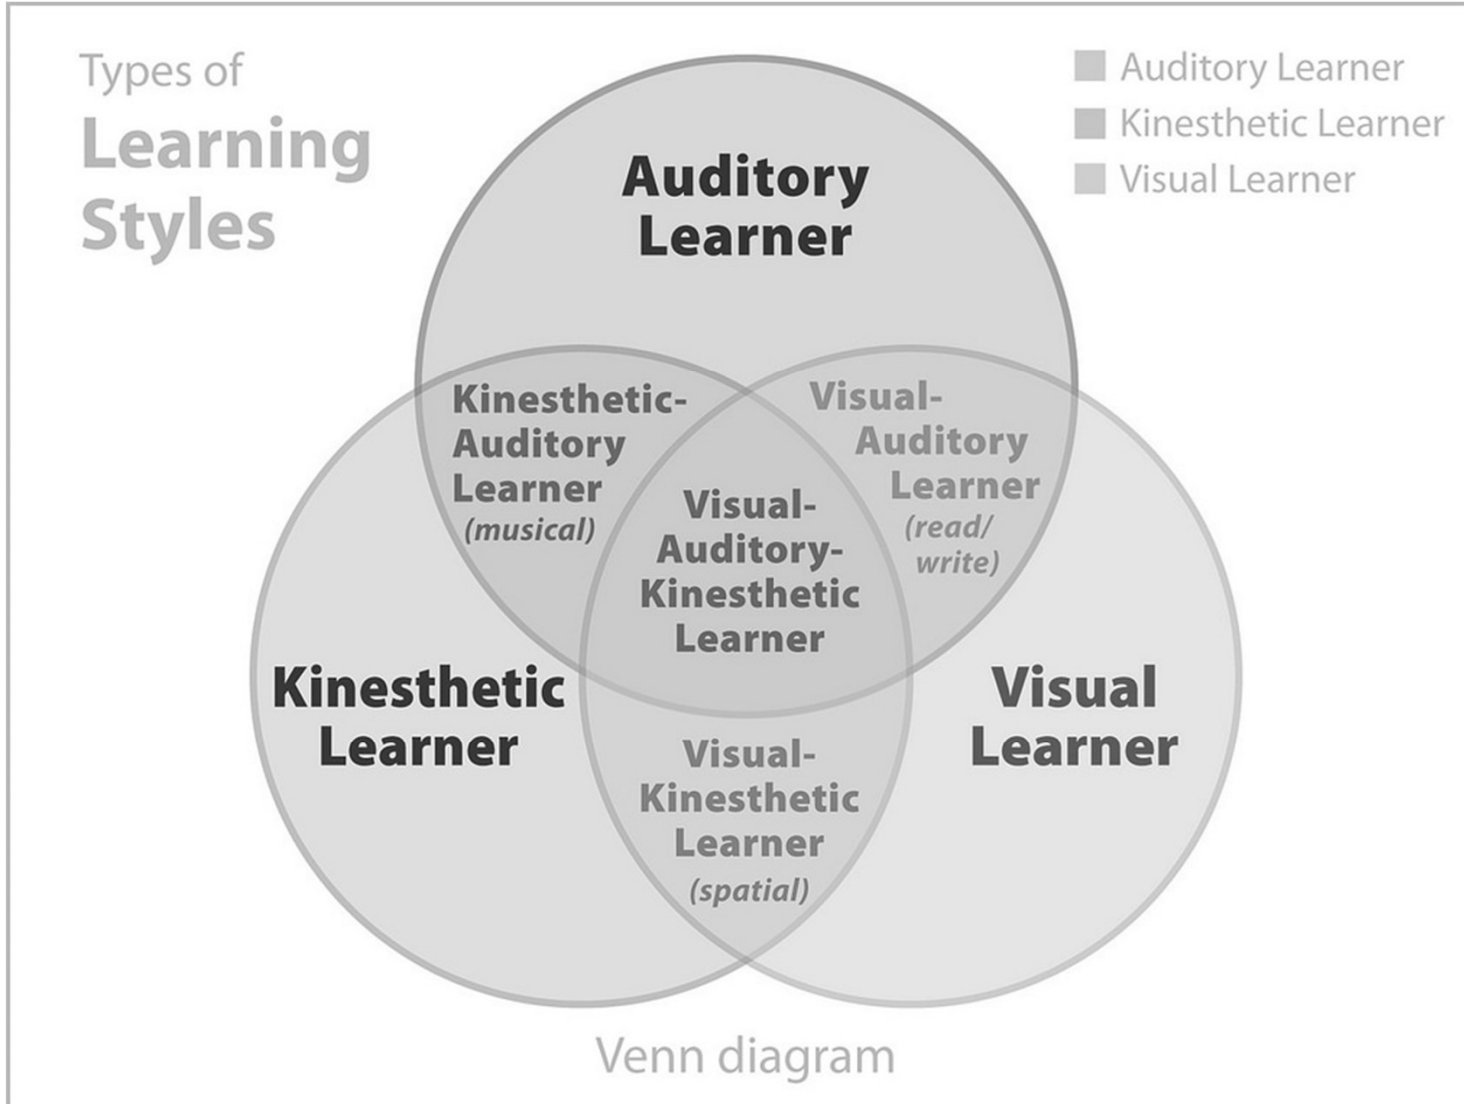 Types of
Learning
Styles
Auditory Learner
Kinesthetic Learner
Visual Learner
Auditory
Learner
Kinesthetic-
Auditory
Learner
(musical)
Visual-
Auditory
Learner
(read/
write)
Visual-
Auditory-
Kinesthetic
Learner
Kinesthetic
Learner
Visual
Learner
Visual-
Kinesthetic
Learner
(spatial)
Venn diagram